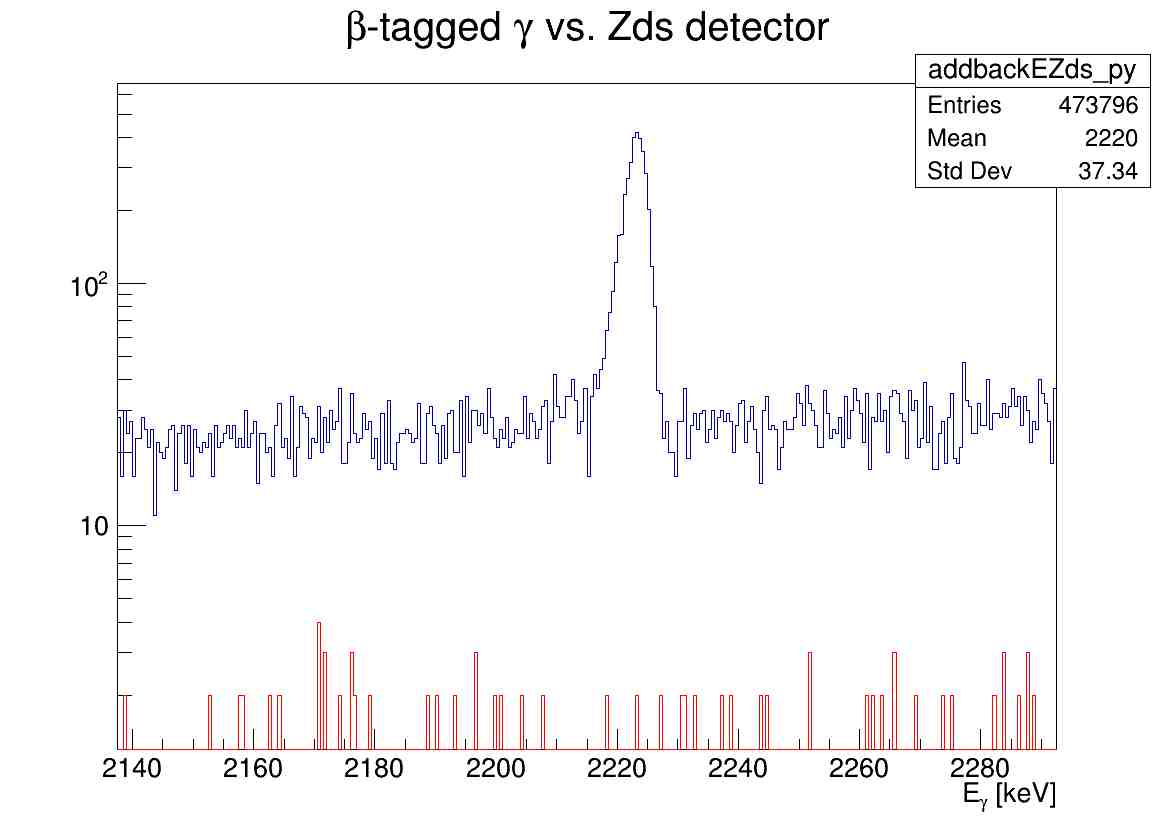 β-tagged γ vs. Zds detector
addbackEZds_py
Entries 473796
Mean 2220
Std Dev 37.34
10²
10
2140 2160 2180 2200 2220 2240 2260 2280
Eγ [keV]